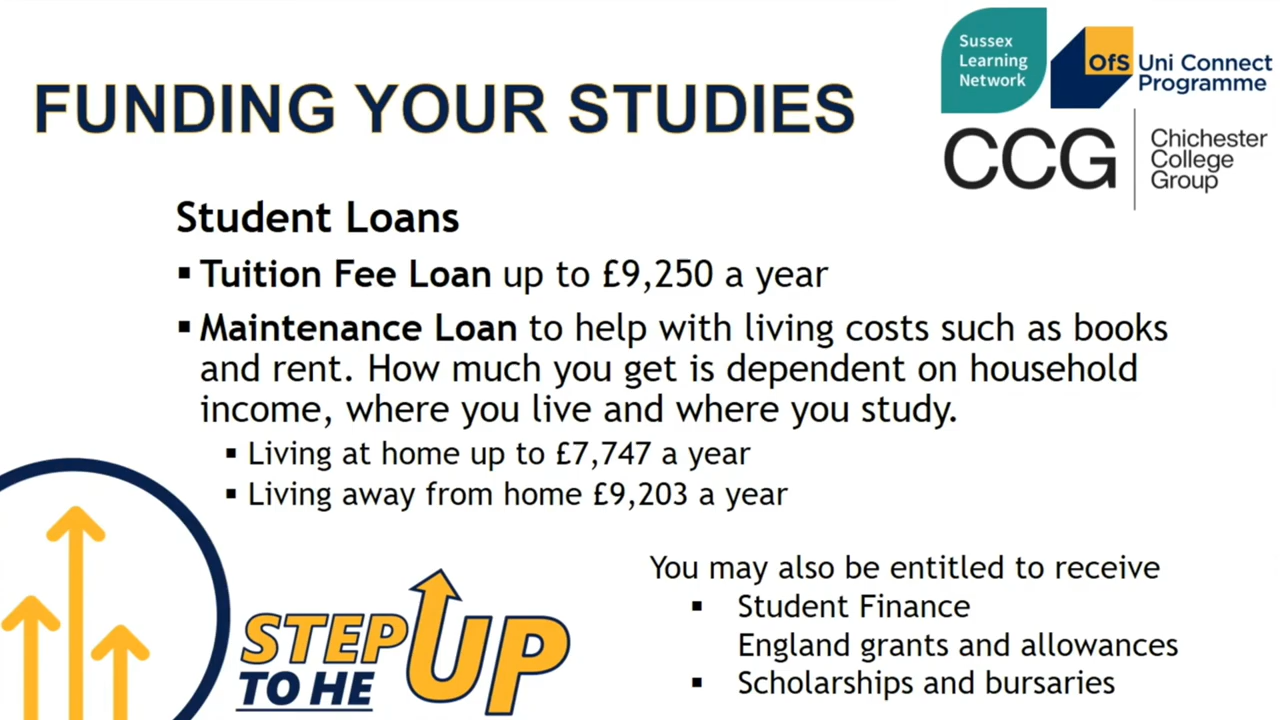 Sussex
Learning
Network
OfS Uni Connect
Programme
CCG
Chichester
College
Group
FUNDING YOUR STUDIES
Student Loans
▪ Tuition Fee Loan up to £9,250 a year
▪ Maintenance Loan to help with living costs such as books
and rent. How much you get is dependent on household
income, where you live and where you study.
▪ Living at home up to £7,747 a year
▪ Living away from home £9,203 a year
You may also be entitled to receive
▪ Student Finance
England grants and allowances
▪ Scholarships and bursaries
STEP UP
TO HE